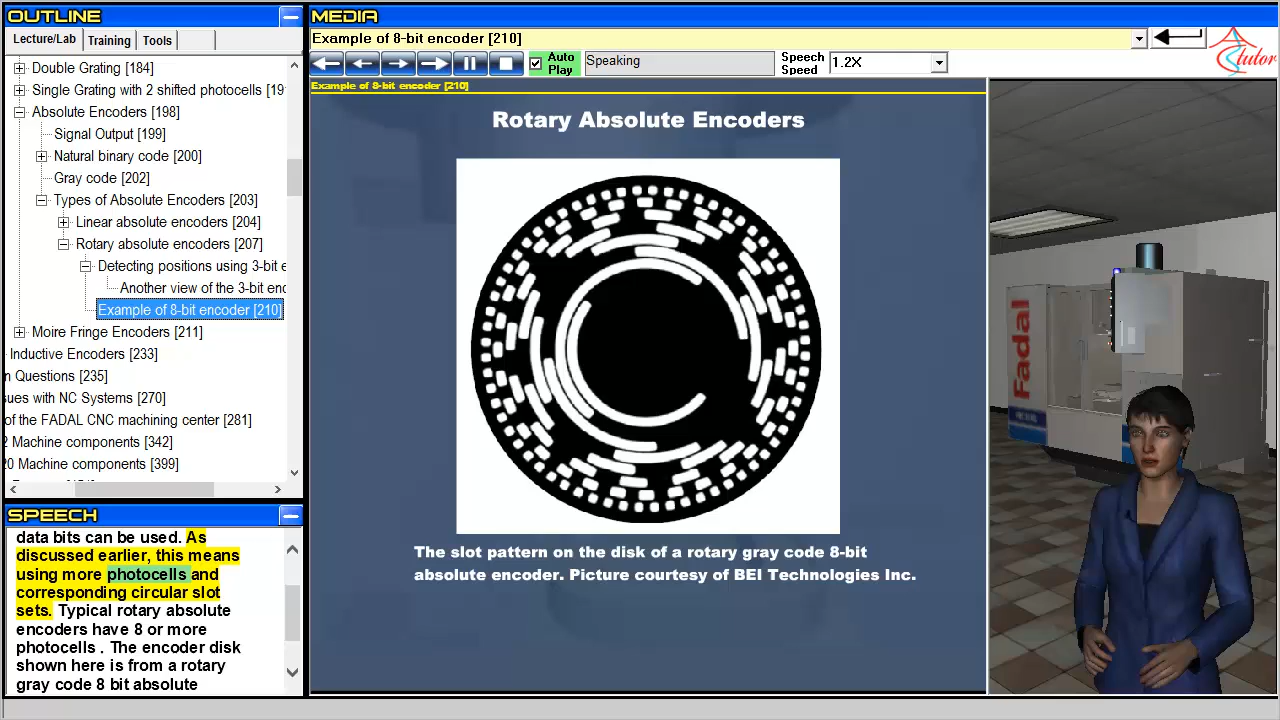 OUTLINE
Lecture/Lab Training Tools
Double Grating [184]
Single Grating with 2 shifted photocells [19
Absolute Encoders [198]
Signal Output [199]
Natural binary code [200]
Gray code [202]
Types of Absolute Encoders [203]
Linear absolute encoders [204]
Rotary absolute encoders [207]
Detecting positions using 3-bit e
Another view of the 3-bit enc
Example of 8-bit encoder [210]
Moire Fringe Encoders [211]
Inductive Encoders [233]
n Questions [235]
sues with NC Systems [270]
of the FADAL CNC machining center [281]
2 Machine components [342]
20 Machine components [399]
SPEECH
data bits can be used. As
discussed earlier, this means
using more photocells and
corresponding circular slot
sets. Typical rotary absolute
encoders have 8 or more
photocells . The encoder disk
shown here is from a rotary
gray code 8 bit absolute
MEDIA
Example of 8-bit encoder [210]
Auto
Play
Speaking
Speech
Speed
1.2X
tutor
Example of 8-bit encoder [210]
Rotary Absolute Encoders
The slot pattern on the disk of a rotary gray code 8-bit
absolute encoder. Picture courtesy of BEI Technologies Inc.
Fadal